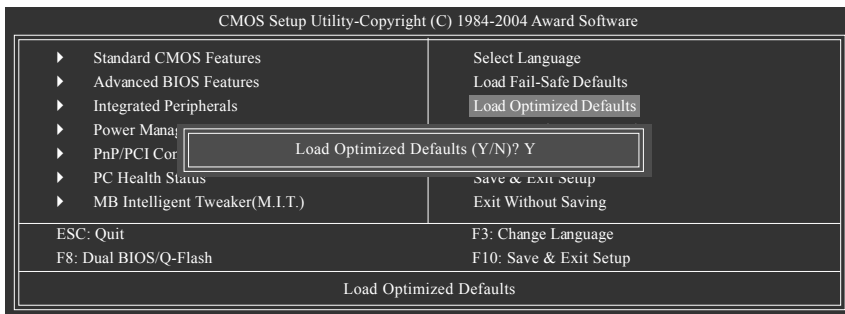 CMOS Setup Utility-Copyright (C) 1984-2004 Award Software
Standard CMOS Features
Advanced BIOS Features
Integrated Peripherals
Power
PnP/PCI
PC Health Status
MB Intelligent Tweaker(M.I.T.)
Select Language
Load Fail-Safe Defaults
Load Optimized Defaults
Save & Exit Setup
Exit Without Saving
Load Optimized Defaults (Y/N)? Y
ESC: Quit
F3: Change Language
F8: Dual BIOS/Q-Flash
F10: Save & Exit Setup
Load Optimized Defaults